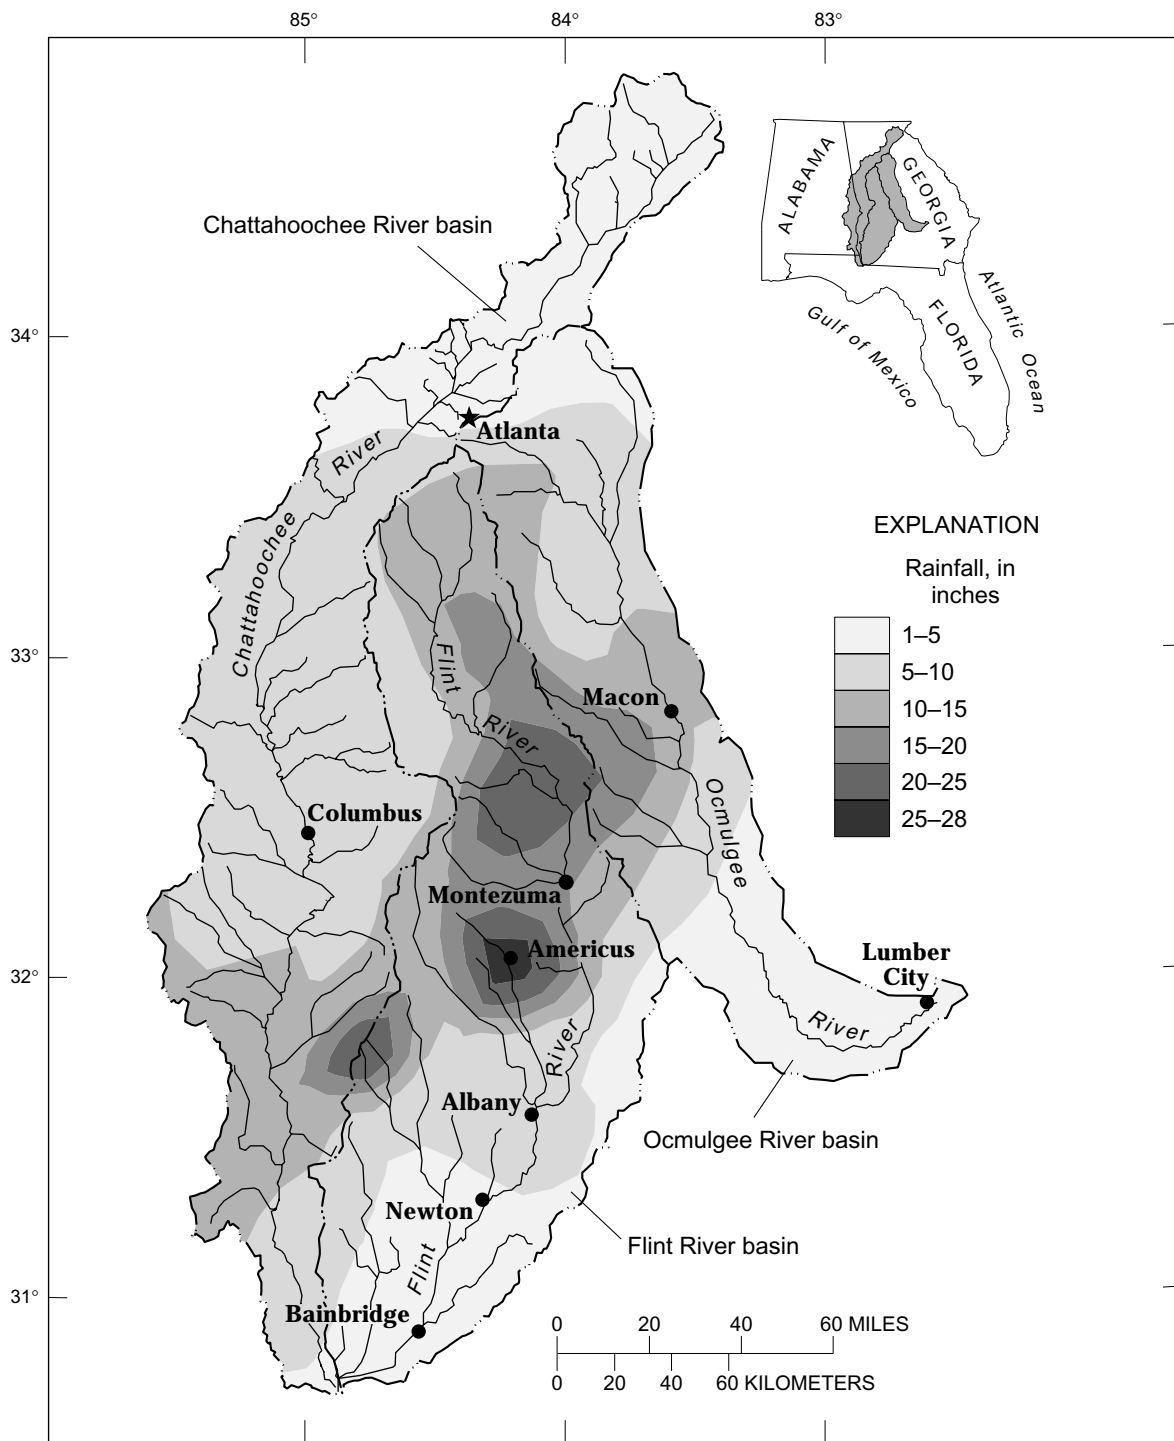 85°
84°
83°
ALABAMA
GEORGIA
Chattahoochee River basin
Atlantic Ocean
FLORIDA
Gulf of Mexico
34°
Atlanta
River
EXPLANATION
Rainfall, in
inches
1–5
5–10
10–15
15–20
20–25
25–28
Chattahoochee
33°
Flint
River
Macon
Ocmulgee
Columbus
Montezuma
Americus
Lumber
City
32°
River
River
Albany
Ocmulgee River basin
Newton
Flint River basin
Flint
31°
Bainbridge
0 20 40 60 MILES
0 20 40 60 KILOMETERS